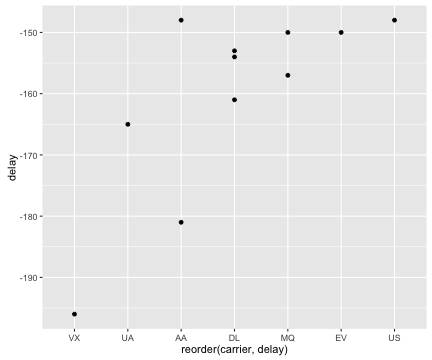 delay
-150
-160
-170
-180
-190
VX UA AA DL MQ EV US
reorder(carrier, delay)